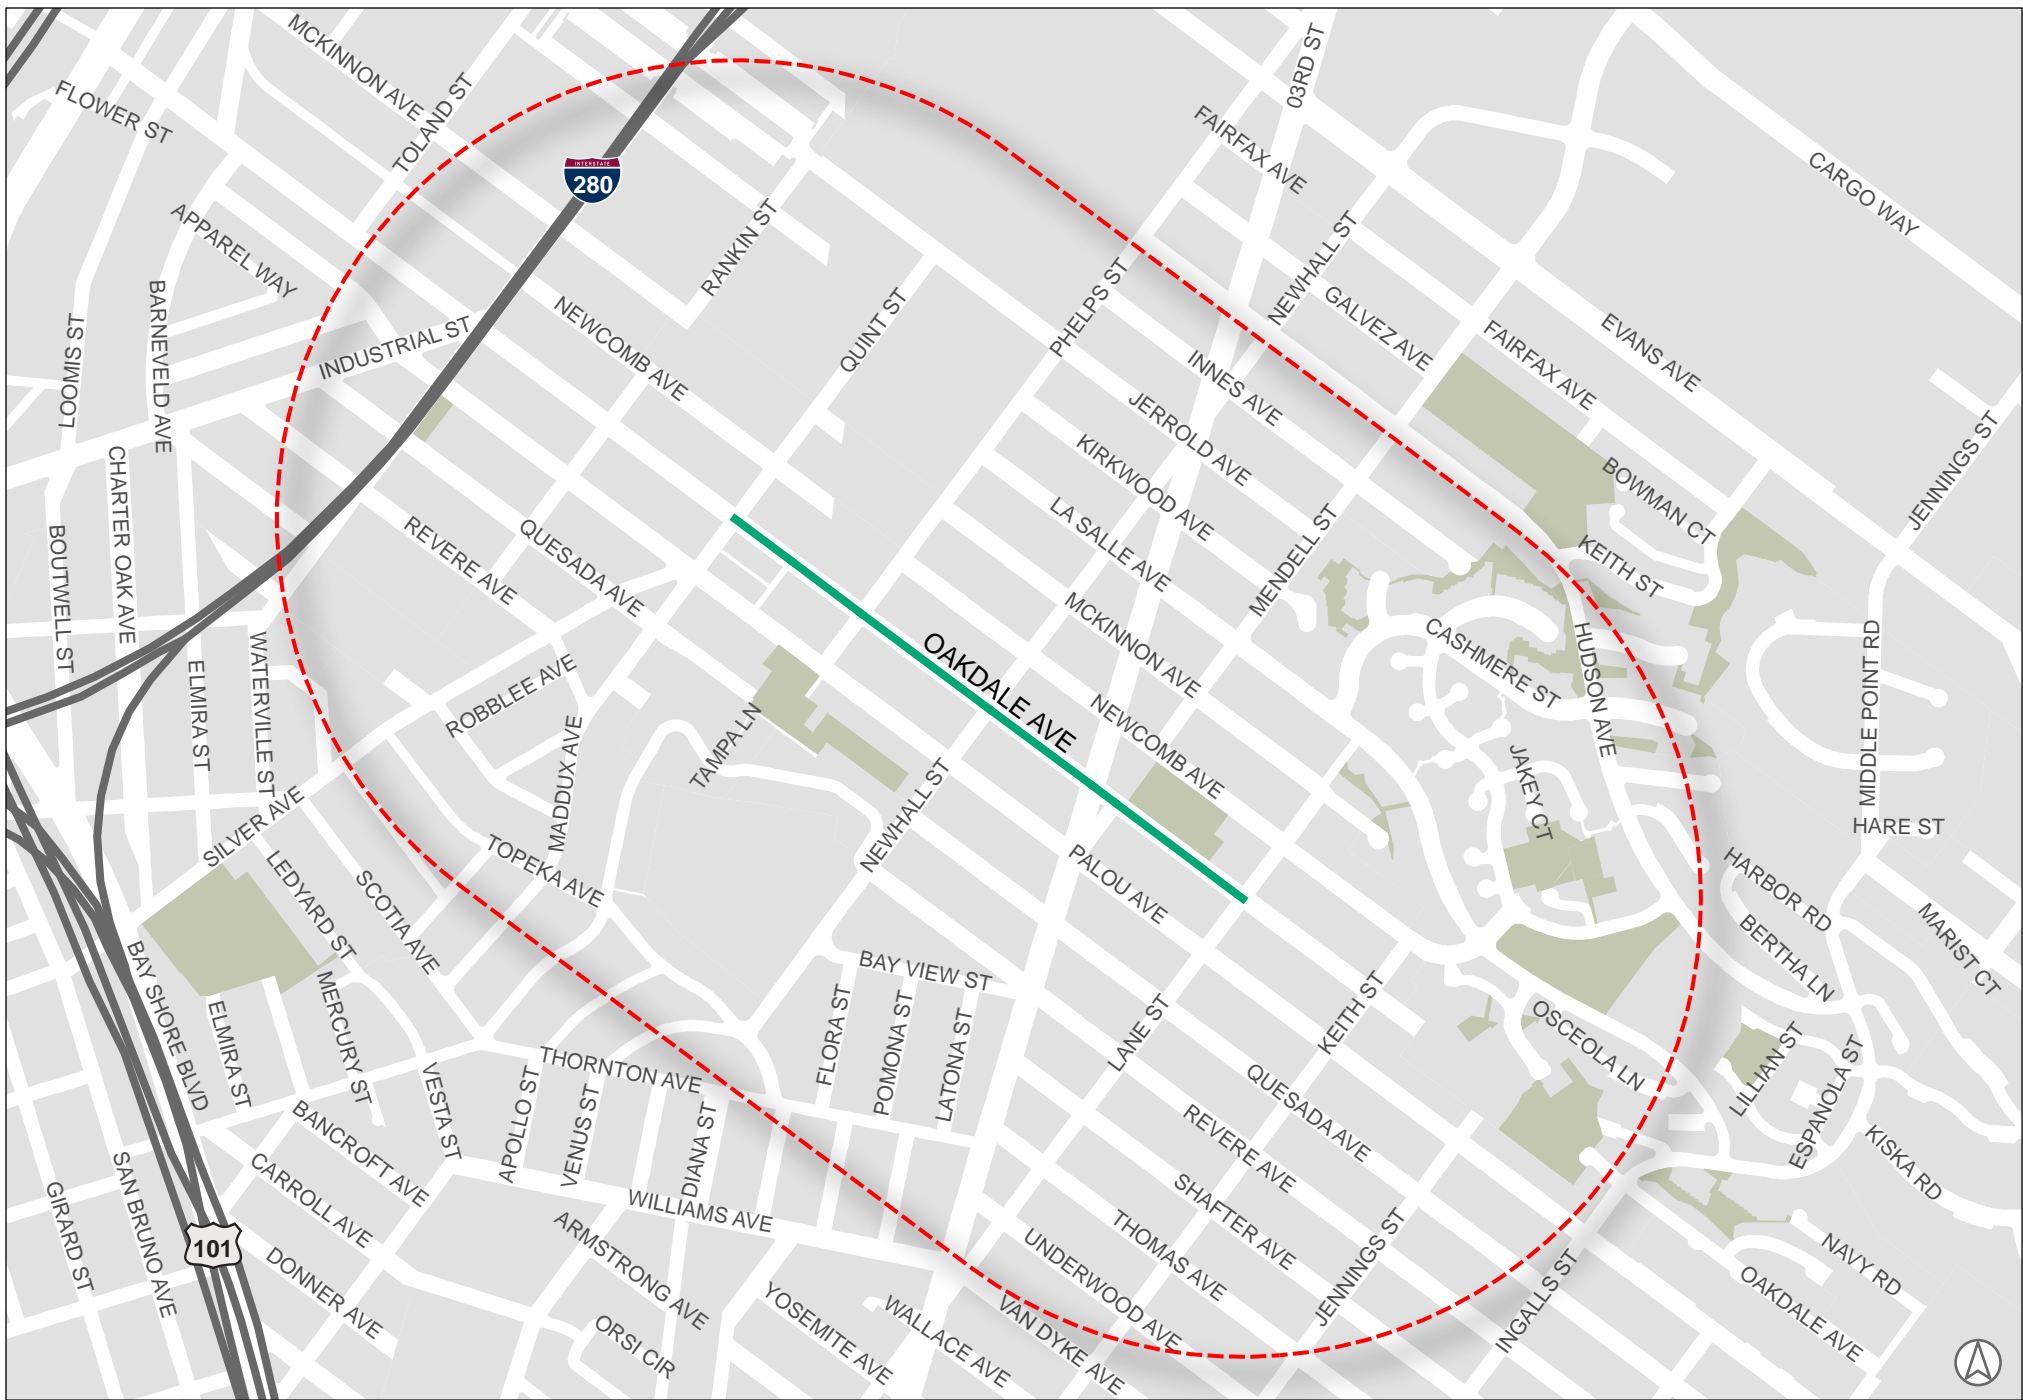 MCKINNON AVE
03RD ST
FLOWER ST
TOLAND ST
FAIRFAX AVE
CARGO WAY
INTERSTATE
280
APPAREL WAY
RANKIN ST
NEWHALL ST
BARNEVELD AVE
PHELPS ST
GALVEZ AVE
QUINT ST
NEWCOMB AVE
INDUSTRIAL ST
LOOMIS ST
EVANS AVE
FAIRFAX AVE
INNES AVE
JERROLD AVE
KIRKWOOD AVE
JENNINGS ST
BOWMAN CT
CHARTER OAK AVE
LA SALLE AVE
MENDELL ST
REVERE AVE
QUESADA AVE
KEITH ST
BOUTWELL ST
MCKINNON AVE
CASHMERE ST
HUDSON AVE
MIDDLE POINT RD
OAKDALE AVE
ELMIRA ST
WATERVILLE ST
ROBBLEE AVE
TAMPA LN
MADDUX AVE
NEWCOMB AVE
JAKEY CT
NEWHALL ST
SILVER AVE
HARE ST
TOPEKA AVE
PALOU AVE
HARBOR RD
LEDYARD ST
SCOTIA AVE
MARIST CT
BERTHA LN
BAY VIEW ST
BAY SHORE BLVD
MERCURY ST
ELMIRA ST
FLORA ST
POMONA ST
LATONA ST
LANE ST
KEITH ST
OSCEOLA LN
LILLIAN ST
ESPANOLA ST
THORNTON AVE
VESTA ST
APOLLO ST
VENUS ST
DIANA ST
QUESADA AVE
REVERE AVE
BANCROFT AVE
CARROLL AVE
KISKA RD
GIRARD ST
SAN BRUNO AVE
SHAFTER AVE
WILLIAMS AVE
ARMSTRONG AVE
THOMAS AVE
UNDERWOOD AVE
JENNINGS ST
INGALLS ST
NAVY RD
OAKDALE AVE
101
DONNER AVE
ORSI CIR
YOSEMITE AVE
WALLACE AVE
VAN DYKE AVE